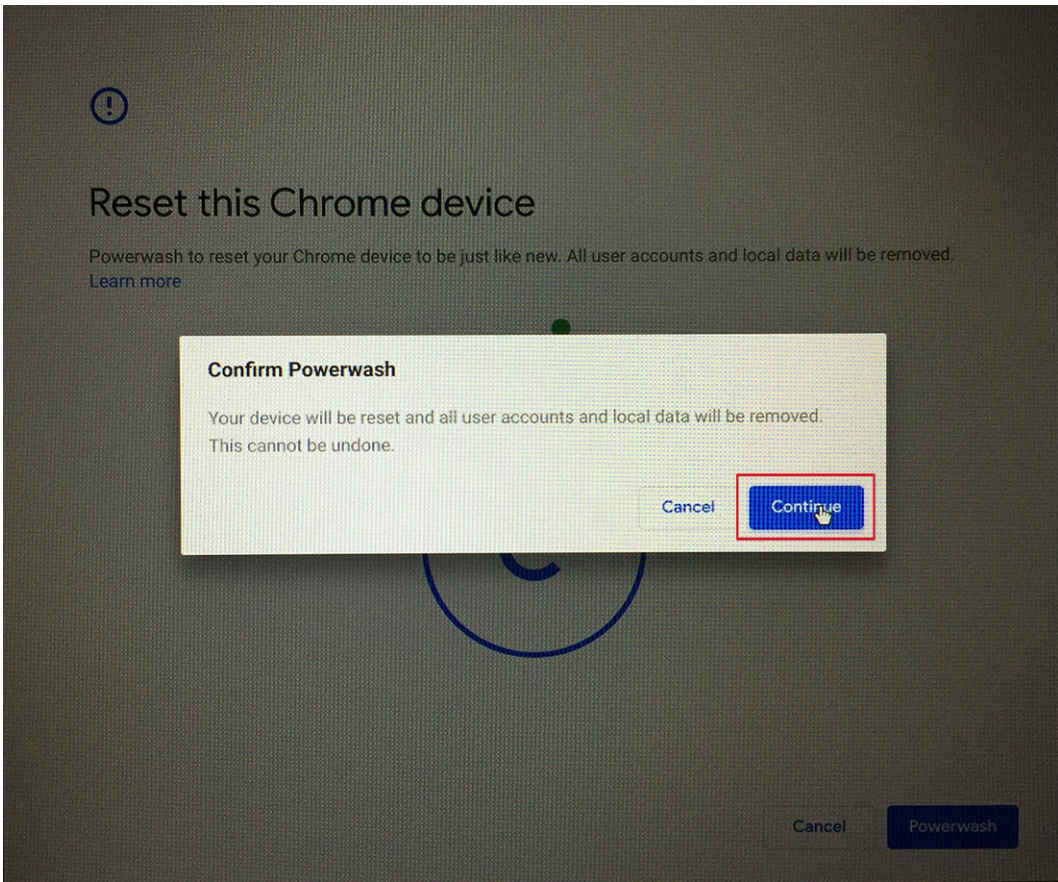 Reset this Chrome device
Powerwash to reset your Chrome device to be just like new. All user accounts and local data will be removed.
Learn more
Confirm Powerwash
Your device will be reset and all user accounts and local data will be removed.
This cannot be undone.
Cancel Continue
Cancel Powerwash